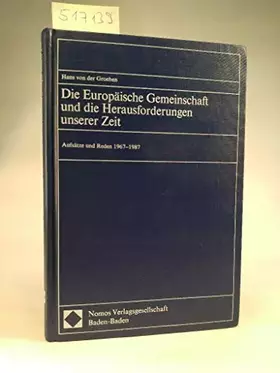 517139
Hans von der Groeben
Die Europäische Gemeinschaft
und die Herausforderungen
unserer Zeit
Aufsätze und Reden 1967-1987
Nomos Verlagsgesellschaft
Baden-Baden